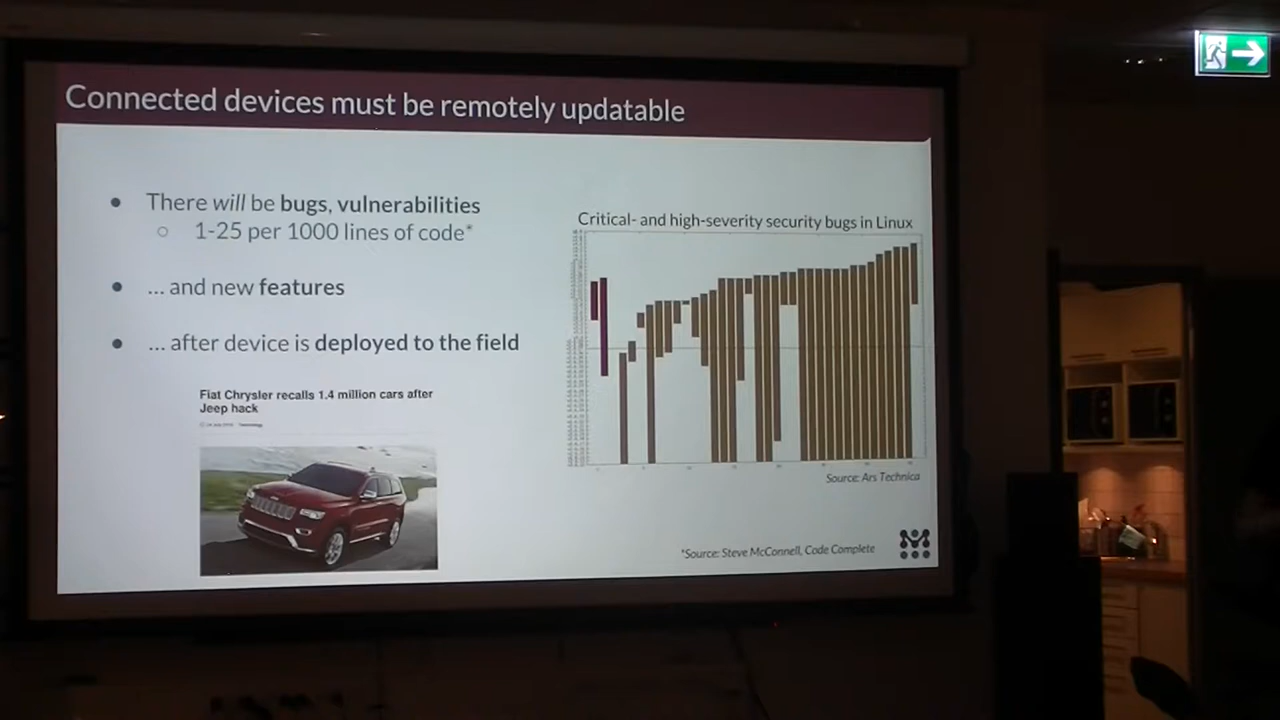 Connected devices must be remotely updatable
● There will be bugs, vulnerabilities
○ 1-25 per 1000 lines of code*
● ... and new features
● ... after device is deployed to the field
Fiat Chrysler recalls 1.4 million cars after
Jeep hack
Critical- and high-severity security bugs in Linux
Source: Ars Technica
*Source: Steve McConnell, Code Complete